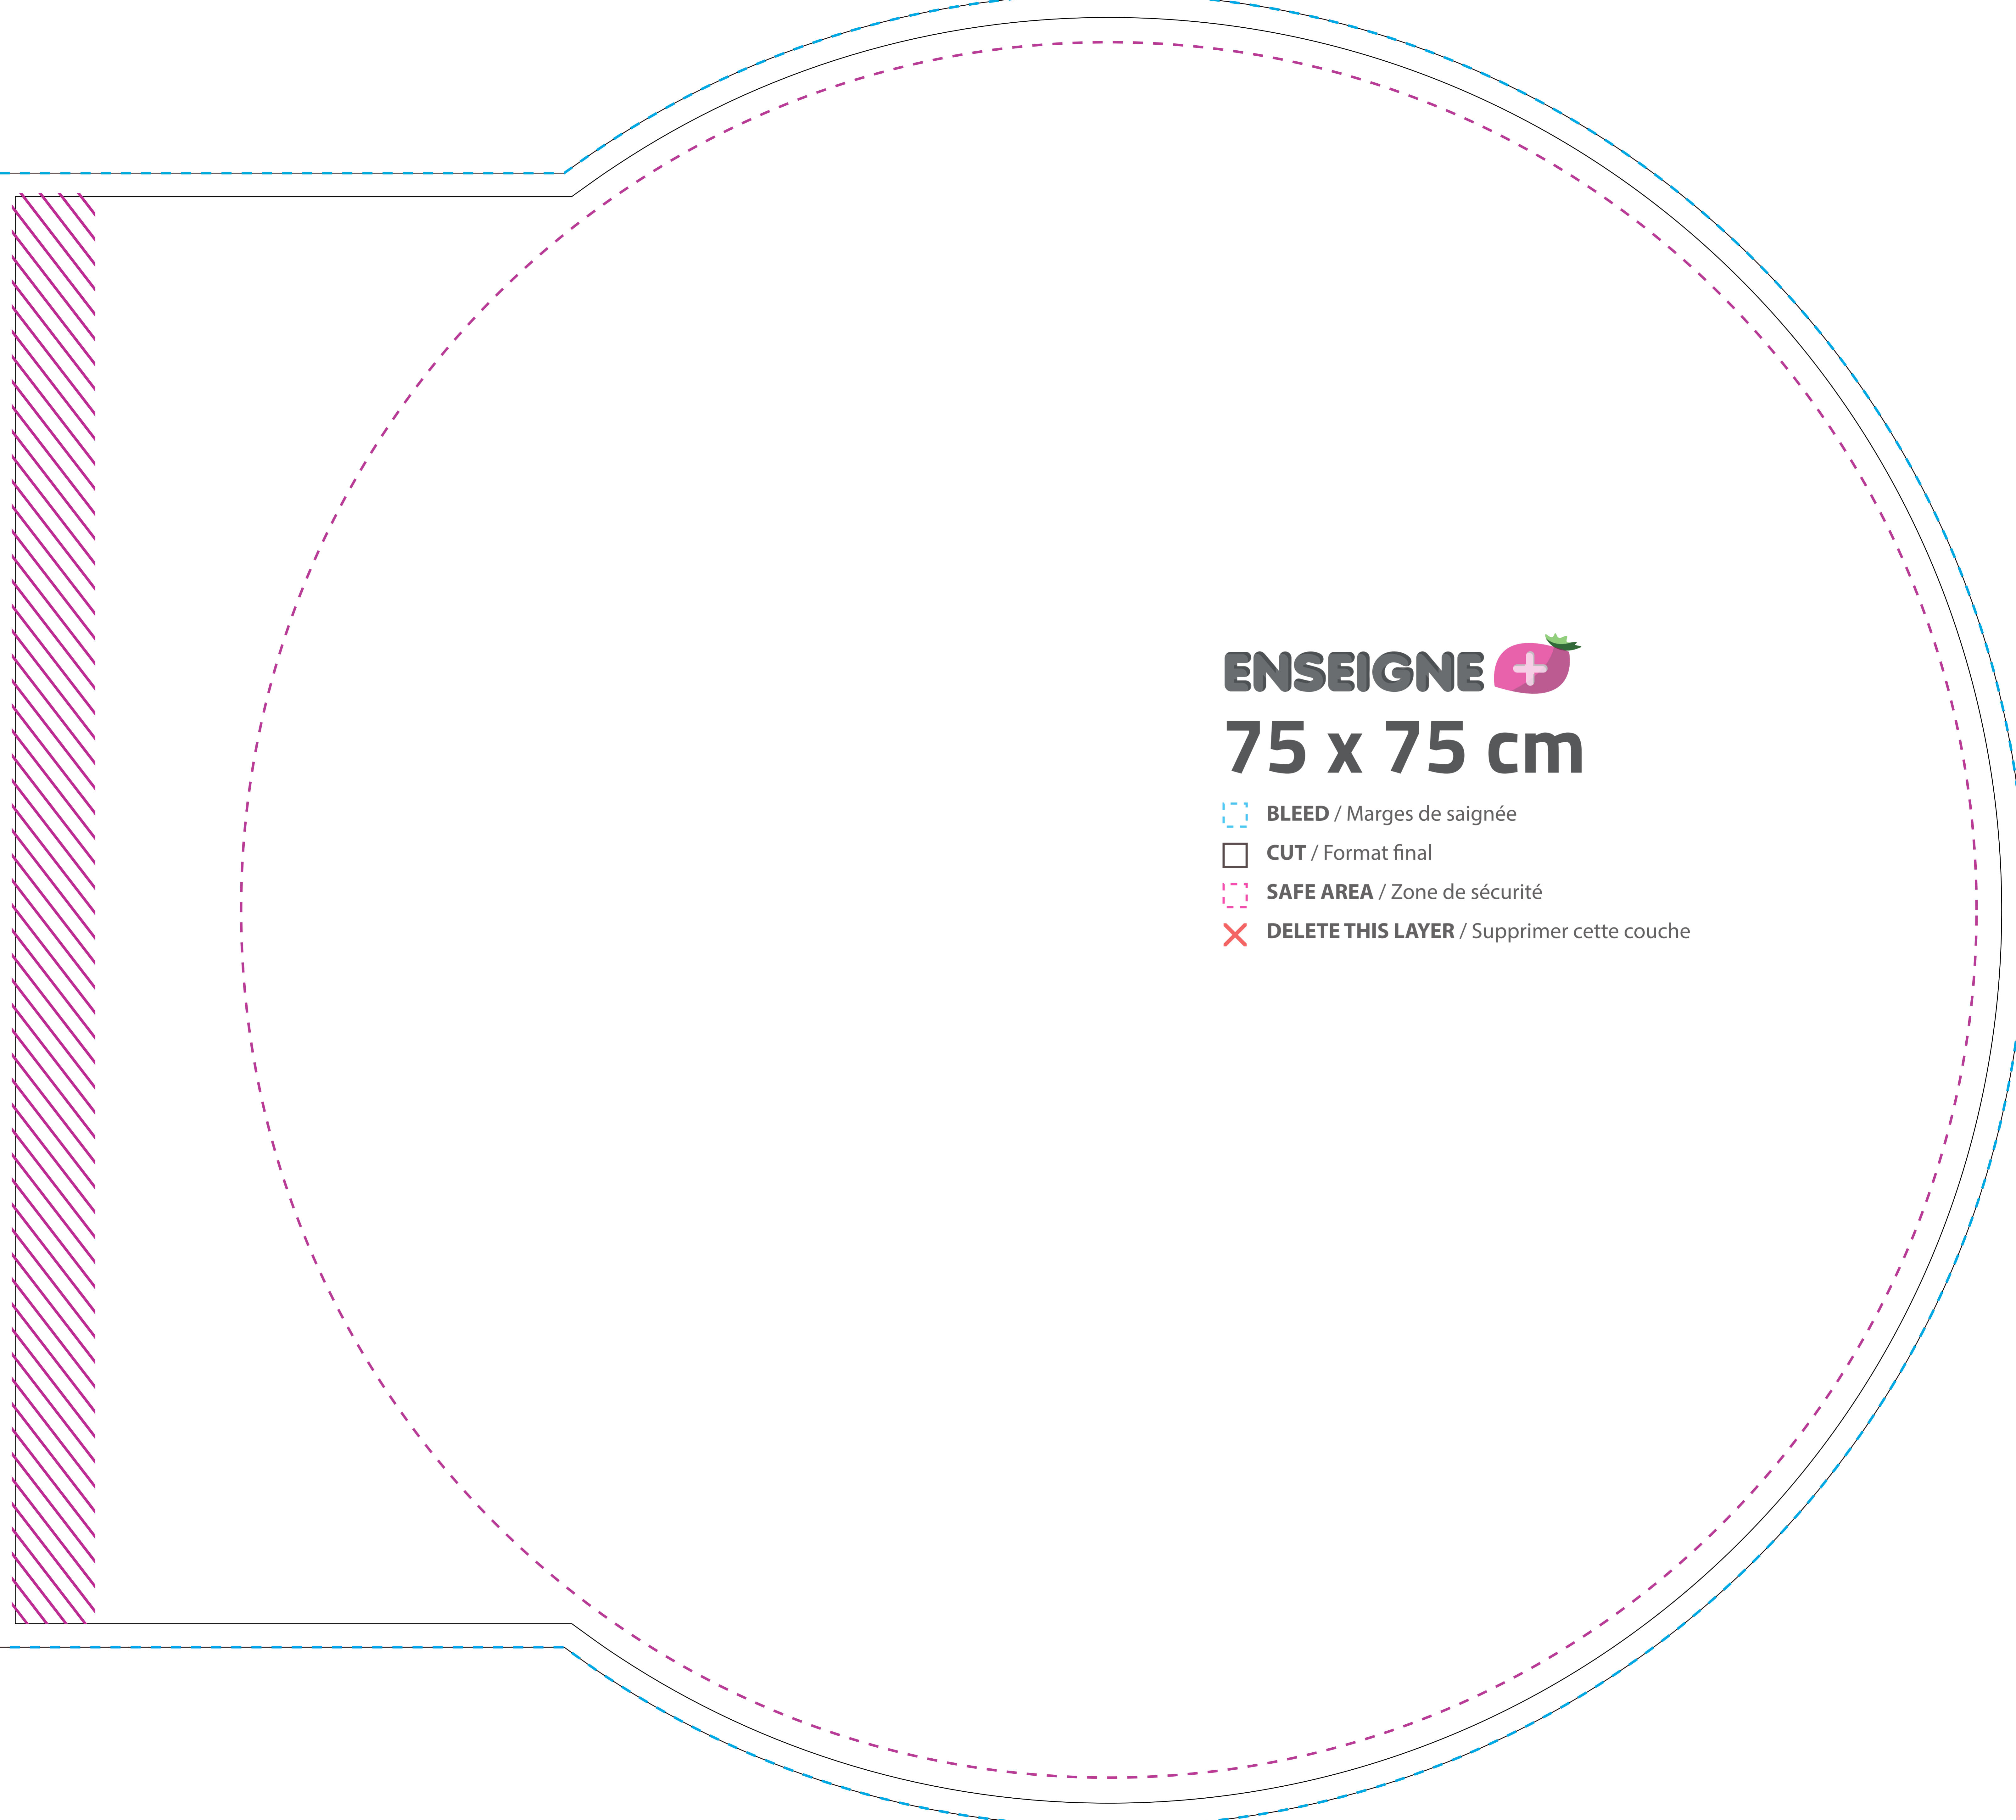 ENSEIGNE
75 x 75 cm
BLEED / Marges de saignée
CUT / Format final
SAFE AREA / Zone de sécurité
DELETE THIS LAYER / Supprimer cette couche